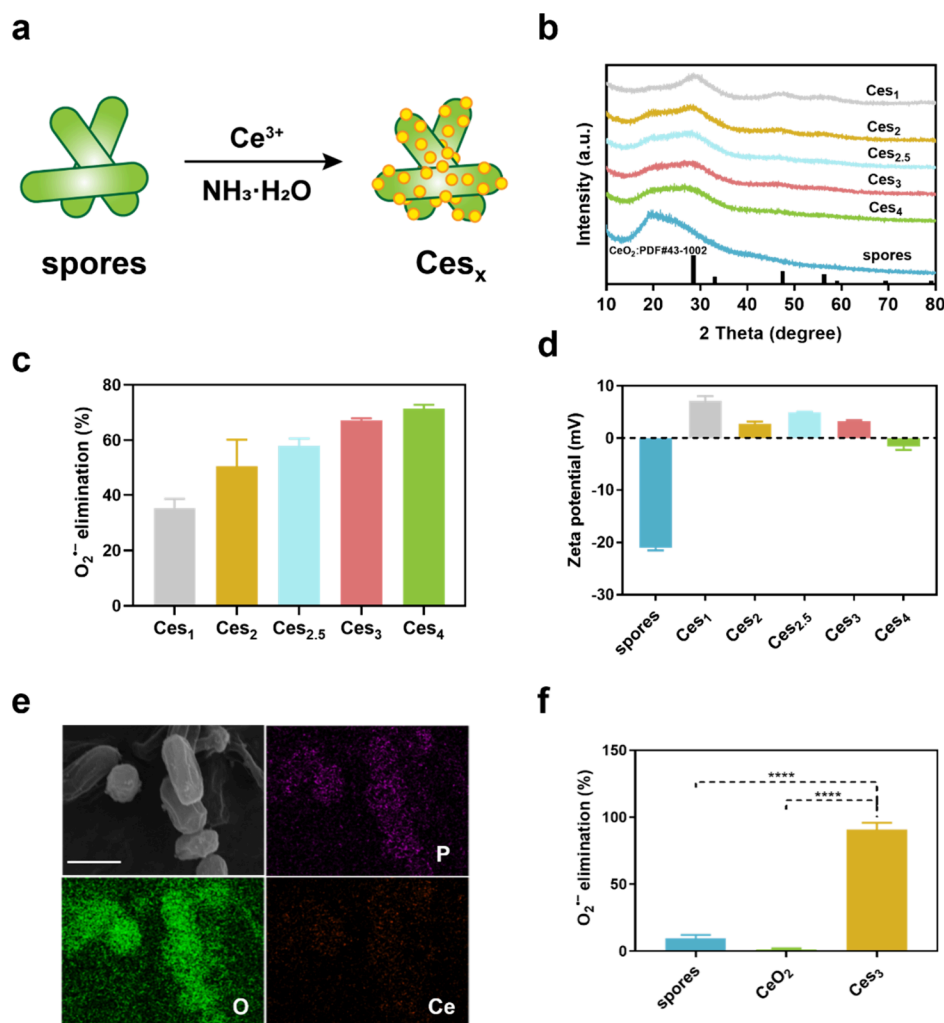 a
Ce³⁺
NH₃·H₂O
spores
Cesₓ
b
Intensity (a.u.)
Ces₁
Ces₂
Ces₂.₅
Ces₃
Ces₄
spores
CeO₂:PDF#43-1002
10 20 30 40 50 60 70 80
2 Theta (degree)
c
O₂•− elimination (%)
80
60
40
20
0
Ces₁ Ces₂ Ces₂.₅ Ces₃ Ces₄
d
Zeta potential (mV)
10
0
-10
-20
-30
spores Ces₁ Ces₂ Ces₂.₅ Ces₃ Ces₄
e
P
O
Ce
f
O₂•− elimination (%)
150
100
50
0
****
****
spores CeO₂ Ces₃